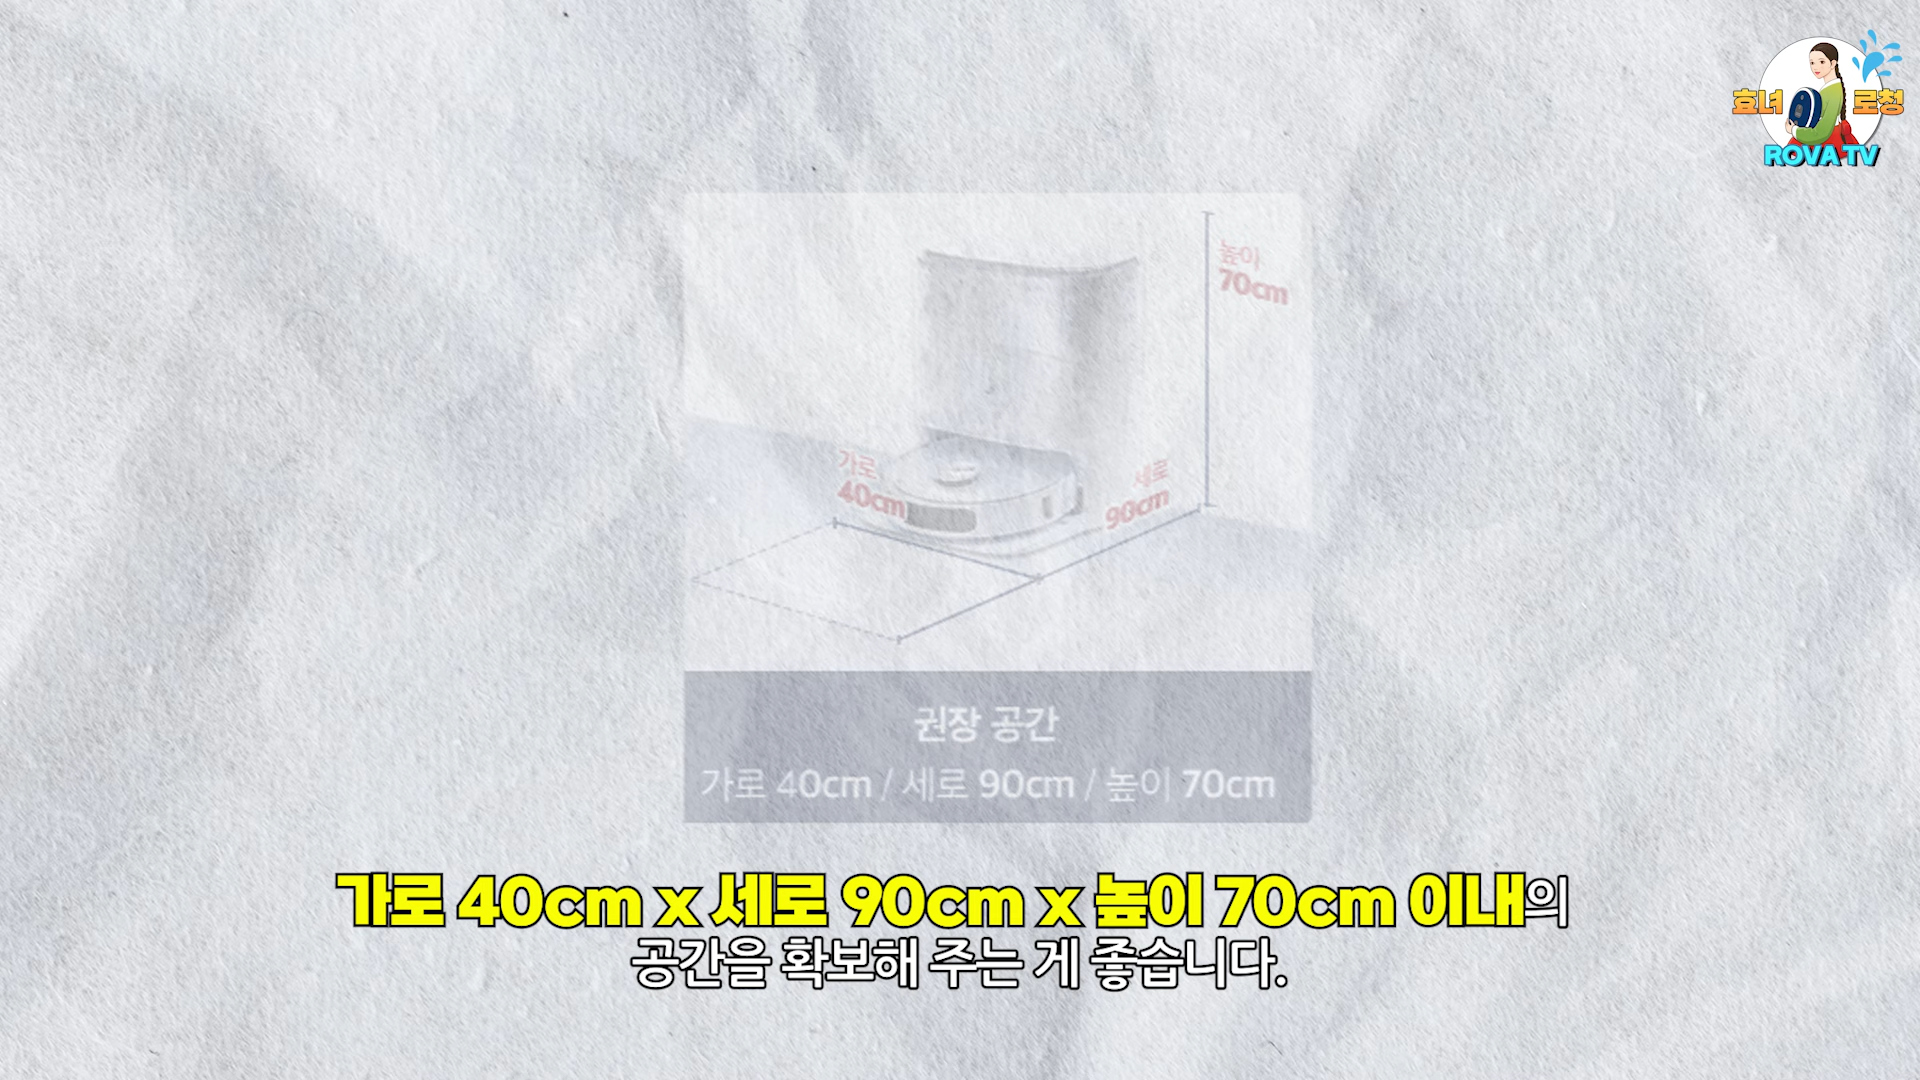 효녀 로청
ROVA TV
높이
70cm
가로
40cm
세로
90cm
권장 공간
가로 40cm / 세로 90cm / 높이 70cm
가로 40cm x 세로 90cm x 높이 70cm 이내의
공간을 확보해 주는 게 좋습니다.